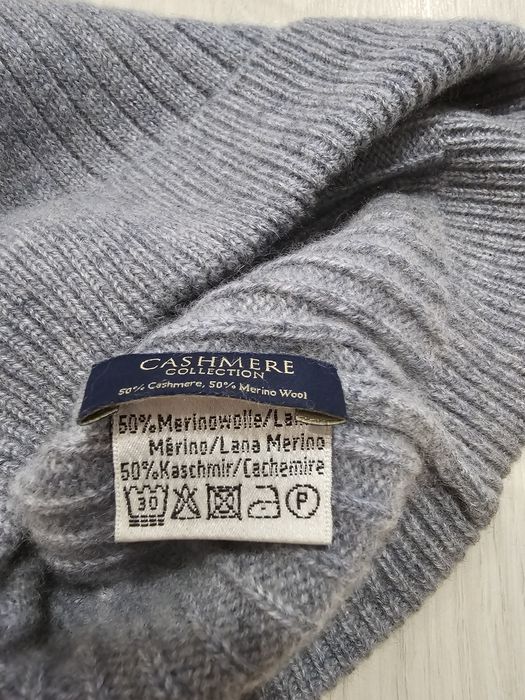 CASHMERE
COLLECTION
50% Cashmere, 50% Merino Wool
50%Merinowolle/La
Mérino/Lana Merino
50%Kaschmir/Cachemire
30
P